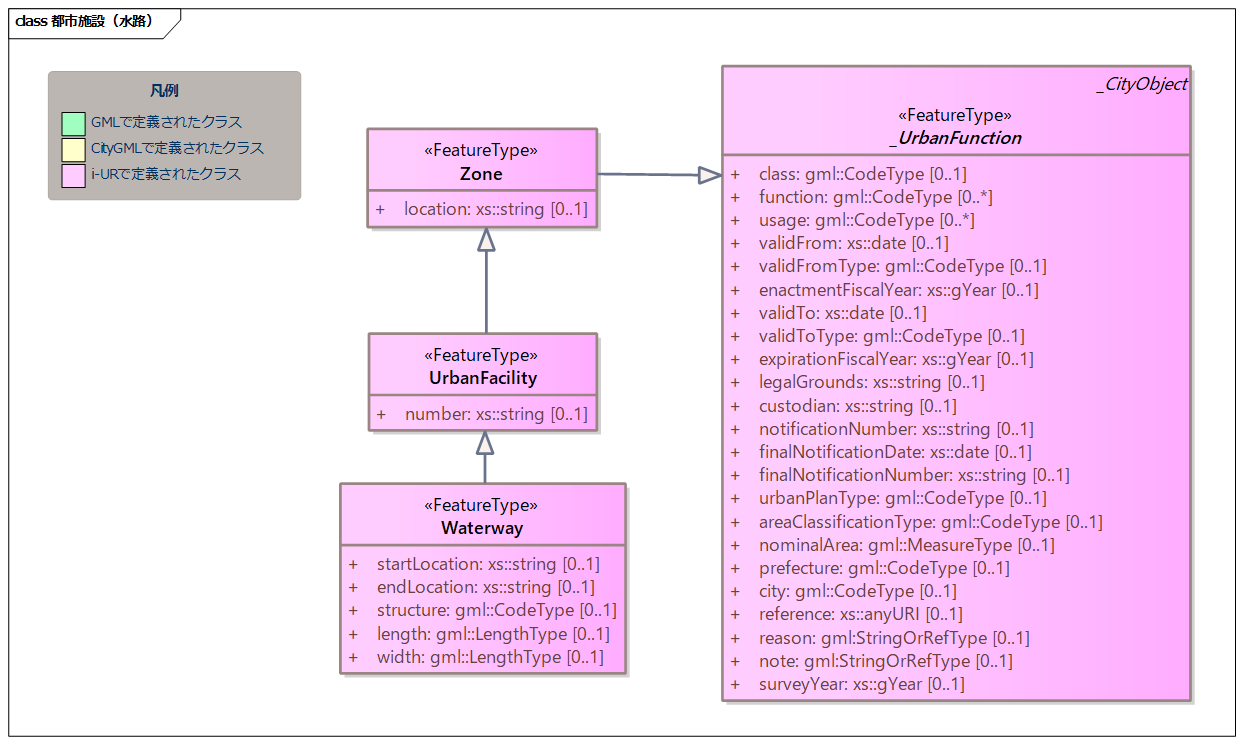 class 都市施設（水路）
凡例
GMLで定義されたクラス
CityGMLで定義されたクラス
i-URで定義されたクラス
«FeatureType»
Zone
+ location: xs::string [0..1]
«FeatureType»
UrbanFacility
+ number: xs::string [0..1]
«FeatureType»
Waterway
+ startLocation: xs::string [0..1]
+ endLocation: xs::string [0..1]
+ structure: gml::CodeType [0..1]
+ length: gml::LengthType [0..1]
+ width: gml::LengthType [0..1]
_CityObject
«FeatureType»
_UrbanFunction
+ class: gml::CodeType [0..1]
+ function: gml::CodeType [0..*]
+ usage: gml::CodeType [0..*]
+ validFrom: xs::date [0..1]
+ validFromType: gml::CodeType [0..1]
+ enactmentFiscalYear: xs::gYear [0..1]
+ validTo: xs::date [0..1]
+ validToType: gml::CodeType [0..1]
+ expirationFiscalYear: xs::gYear [0..1]
+ legalGrounds: xs::string [0..1]
+ custodian: xs::string [0..1]
+ notificationNumber: xs::string [0..1]
+ finalNotificationDate: xs::date [0..1]
+ finalNotificationNumber: xs::string [0..1]
+ urbanPlanType: gml::CodeType [0..1]
+ areaClassificationType: gml::CodeType [0..1]
+ nominalArea: gml::MeasureType [0..1]
+ prefecture: gml::CodeType [0..1]
+ city: gml::CodeType [0..1]
+ reference: xs::anyURI [0..1]
+ reason: gml:StringOrRefType [0..1]
+ note: gml:StringOrRefType [0..1]
+ surveyYear: xs::gYear [0..1]